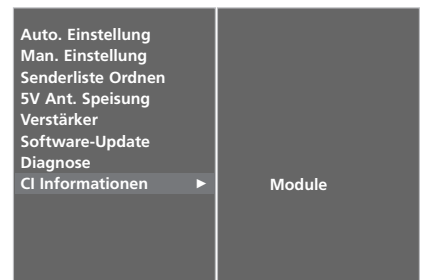 Auto. Einstellung
Man. Einstellung
Senderliste Ordnen
5V Ant. Speisung
Verstärker
Software-Update
Diagnose
CI Informationen ► Module